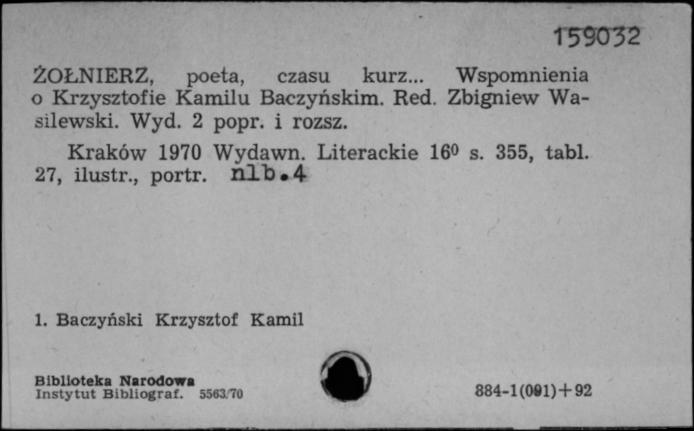 159032
ŻOŁNIERZ, poeta, czasu kurz... Wspomnienia
o Krzysztofie Kamilu Baczyńskim. Red. Zbigniew Wa-
silewski. Wyd. 2 popr. i rozsz.
Kraków 1970 Wydawn. Literackie 16⁰ s. 355, tabl.
27, ilustr., portr. nlb.4
1. Baczyński Krzysztof Kamil
Biblioteka Narodowa
Instytut Bibliograf. 5563/70
884-1(091)+92